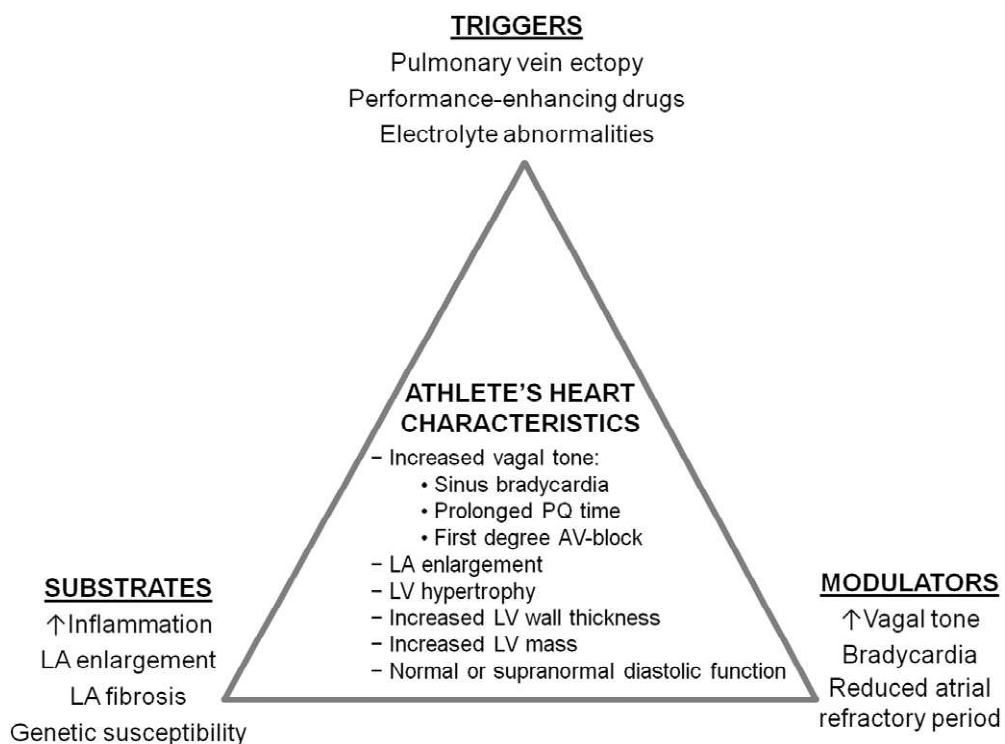 TRIGGERS
Pulmonary vein ectopy
Performance-enhancing drugs
Electrolyte abnormalities
ATHLETE’S HEART
CHARACTERISTICS
− Increased vagal tone:
• Sinus bradycardia
• Prolonged PQ time
• First degree AV-block
− LA enlargement
− LV hypertrophy
− Increased LV wall thickness
− Increased LV mass
− Normal or supranormal diastolic function
SUBSTRATES
↑Inflammation
LA enlargement
LA fibrosis
Genetic susceptibility
MODULATORS
↑Vagal tone
Bradycardia
Reduced atrial
refractory period